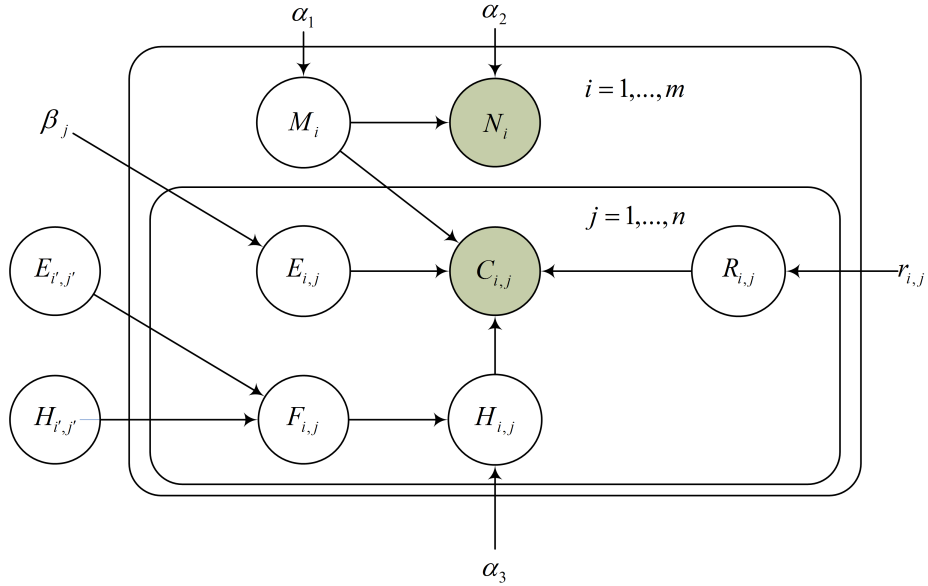 α₁
α₂
M_i
N_i
i = 1,...,m
β_j
j = 1,...,n
E_{i',j'}
E_{i,j}
C_{i,j}
R_{i,j}
r_{i,j}
H_{i',j'}
F_{i,j}
H_{i,j}
α₃